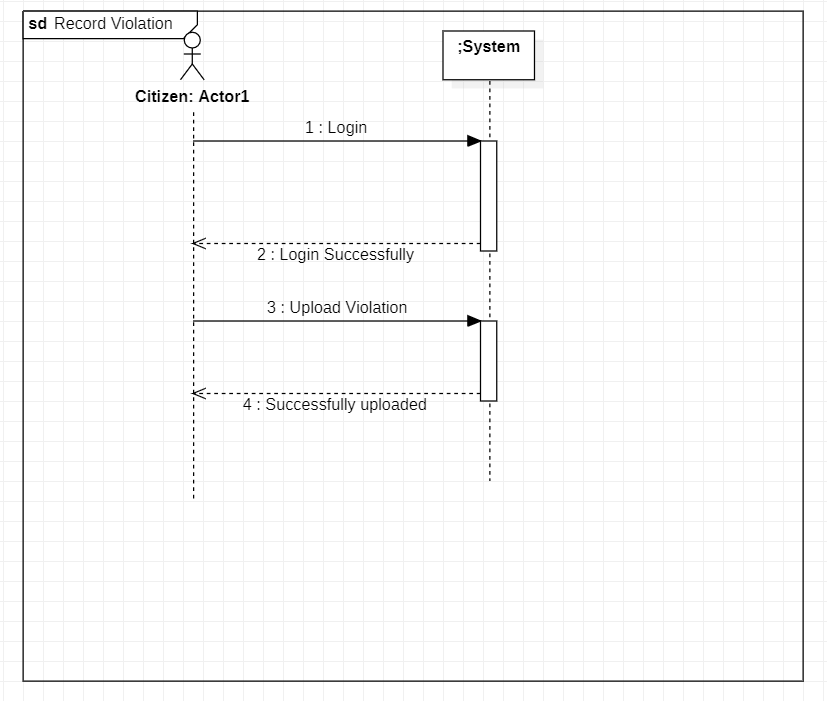 sd Record Violation
;System
Citizen: Actor1
1 : Login
2 : Login Successfully
3 : Upload Violation
4 : Successfully uploaded